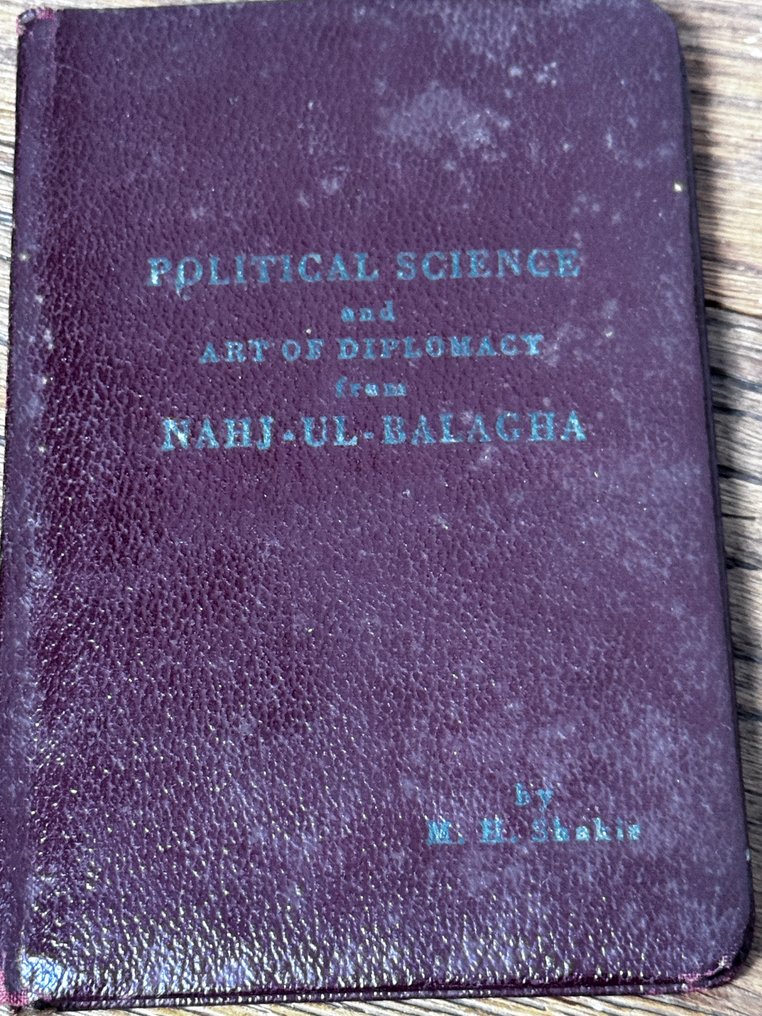 POLITICAL SCIENCE
and
ART OF DIPLOMACY
from
NAHJ-UL-BALAGHA
by
M. H. Shakir